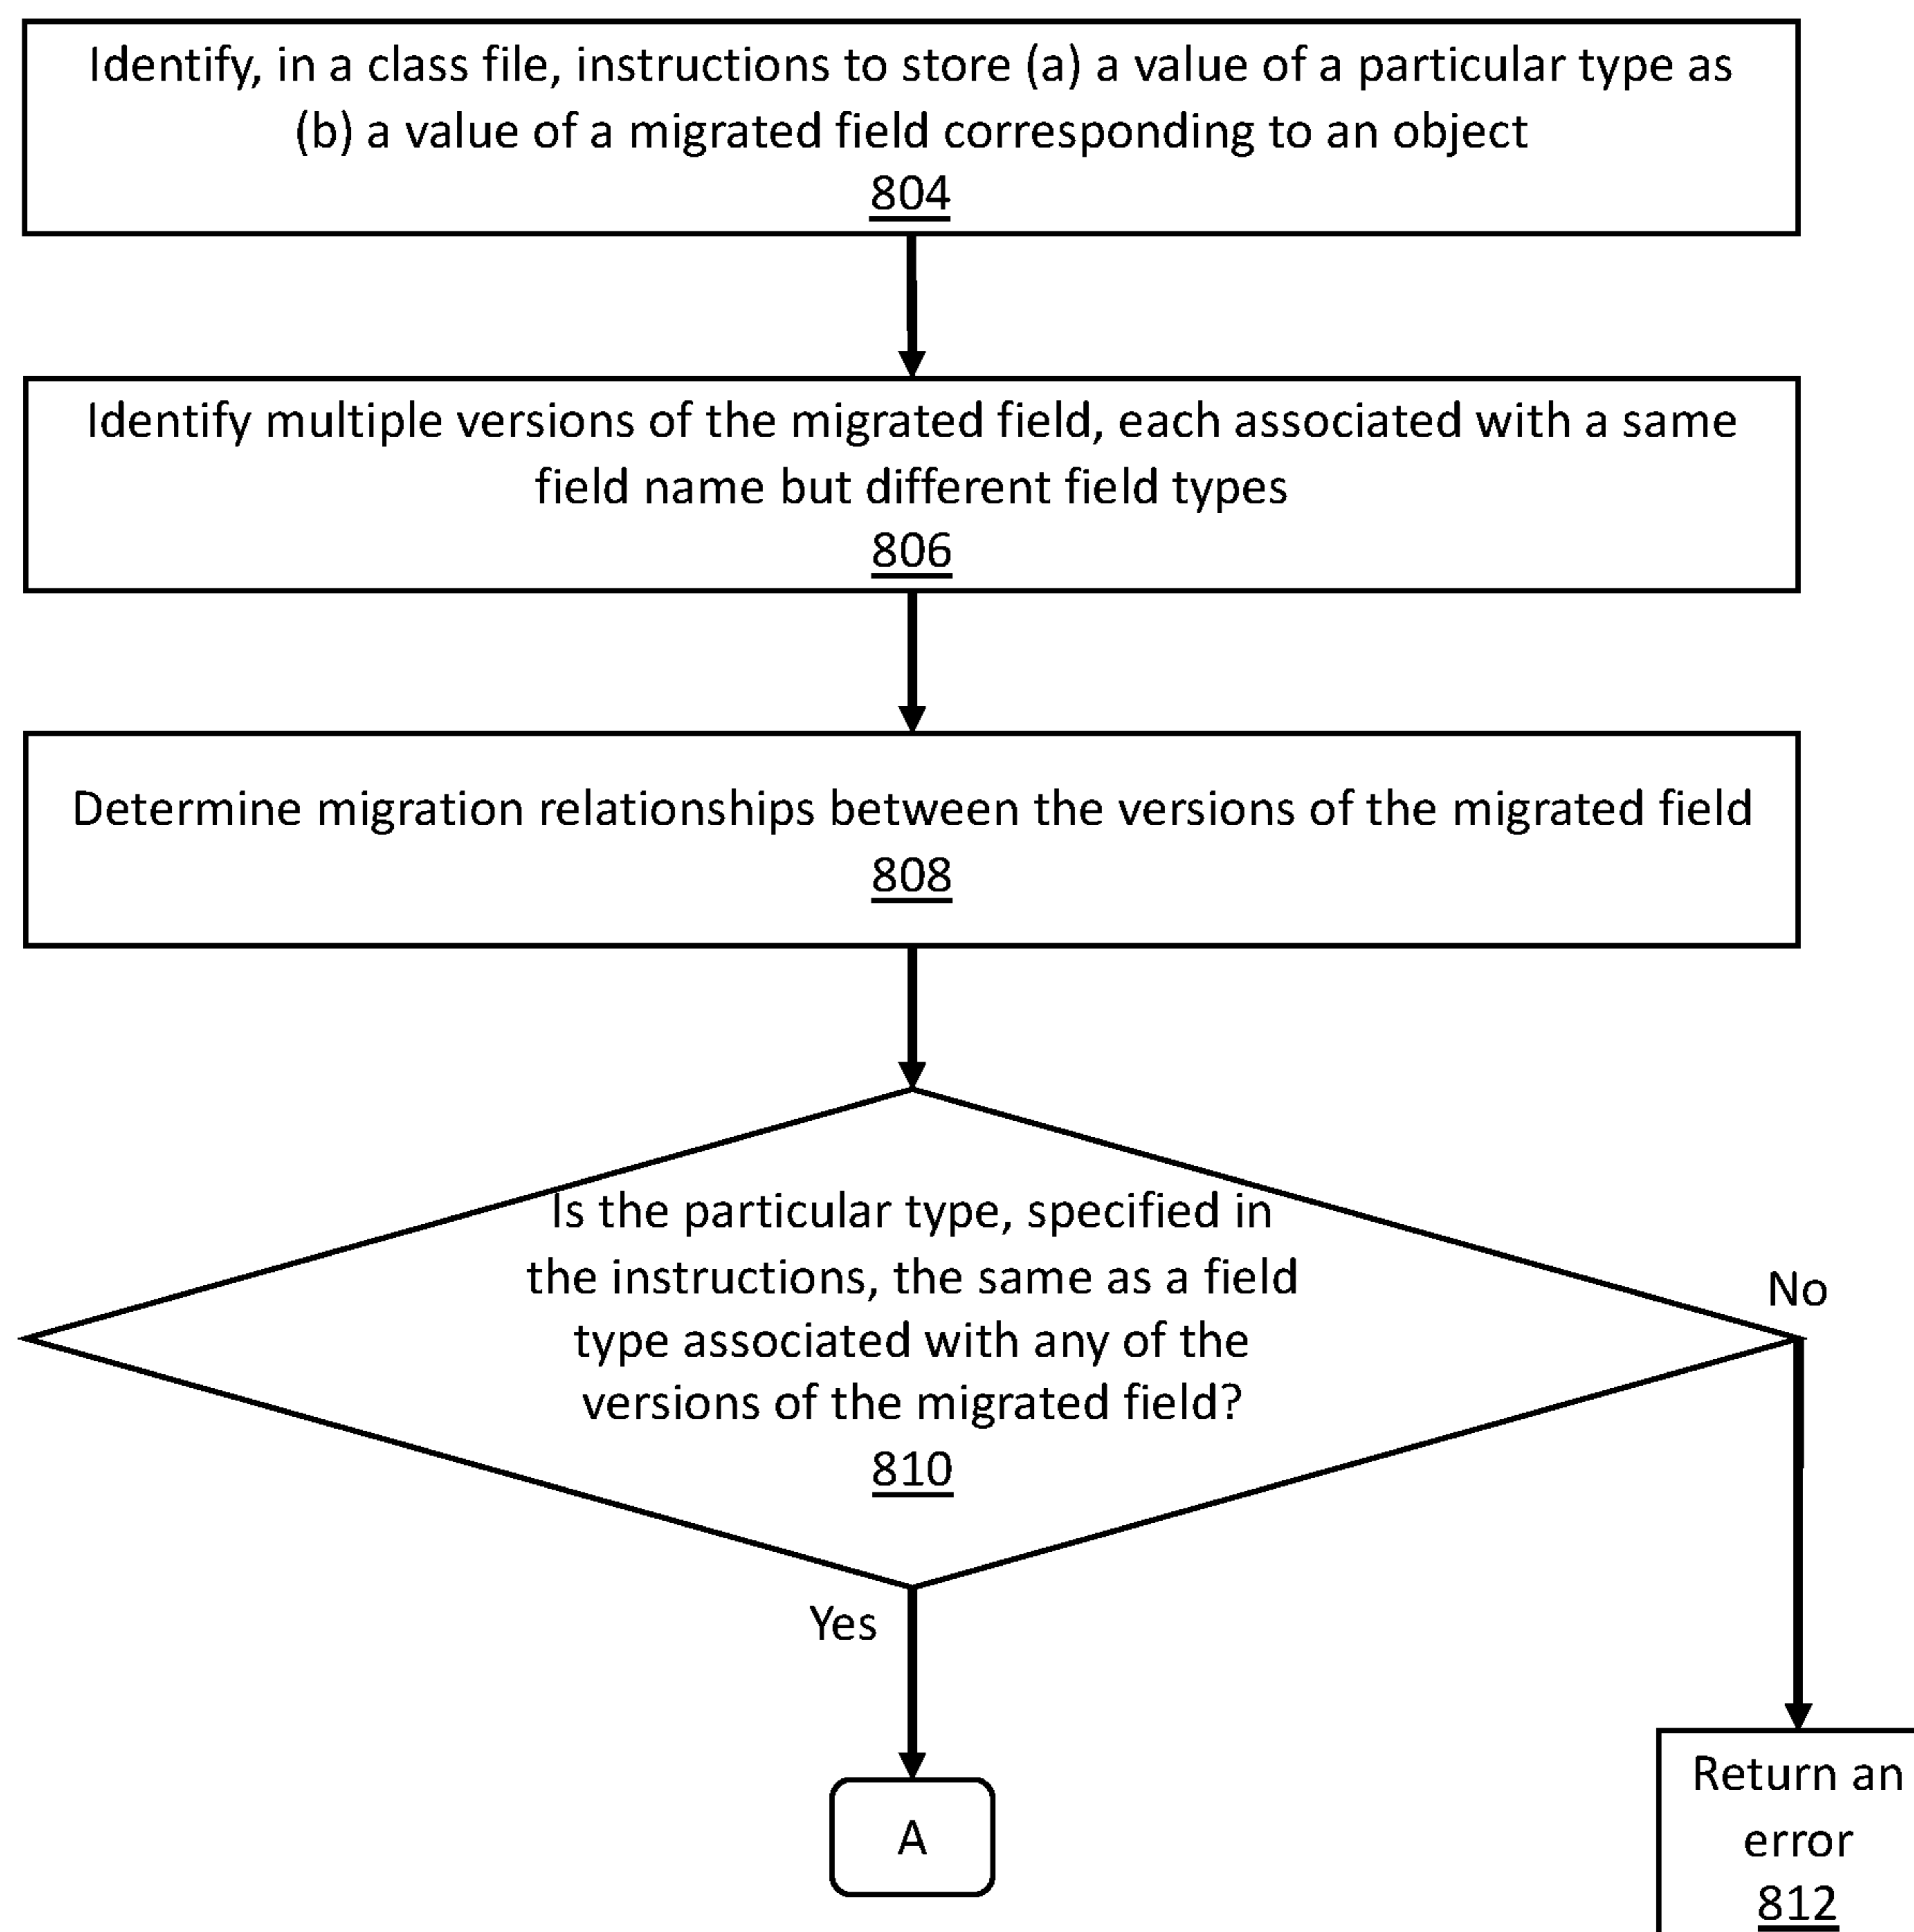 Identify, in a class file, instructions to store (a) a value of a particular type as
(b) a value of a migrated field corresponding to an object
804
Identify multiple versions of the migrated field, each associated with a same
field name but different field types
806
Determine migration relationships between the versions of the migrated field
808
Is the particular type, specified in
the instructions, the same as a field
type associated with any of the
versions of the migrated field?
810
No
Yes
A
Return an
error
812